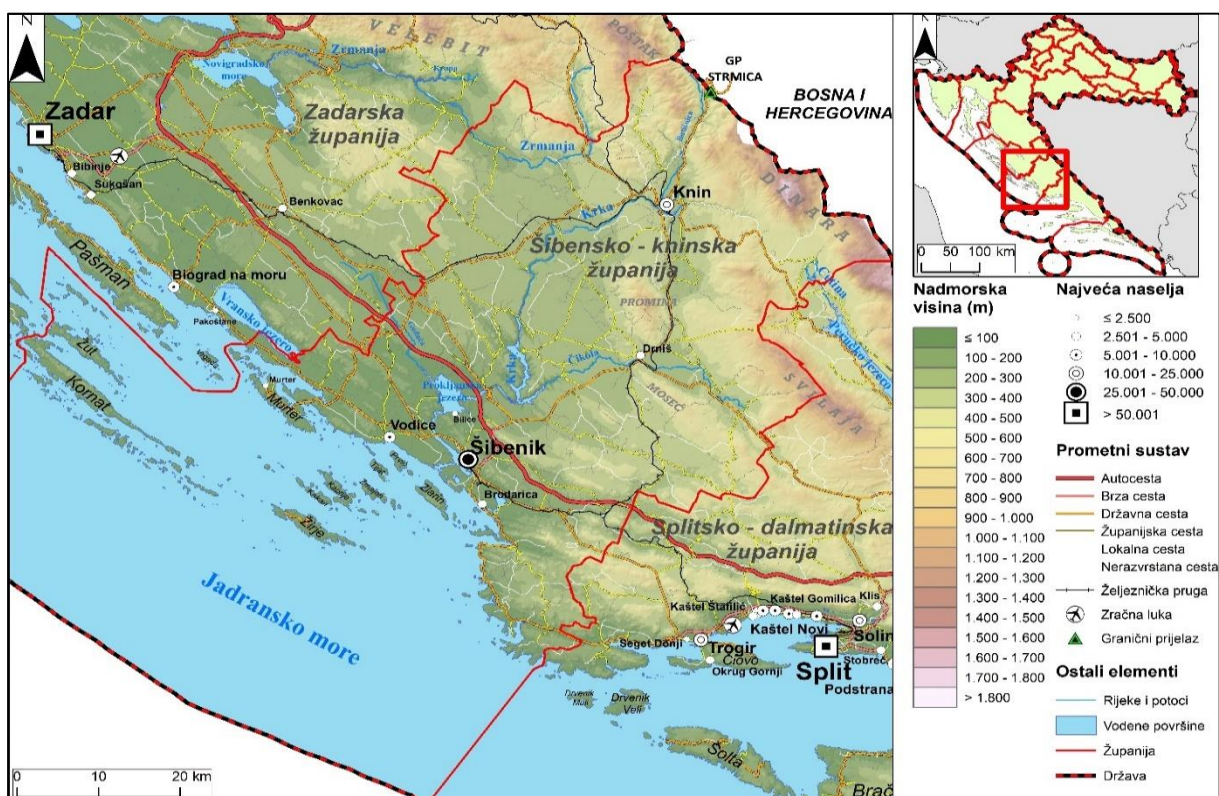 N
VELEBIT
POŠTAK
GP
STRMICA
BOSNA I
HERCEGOVINA
Novigradsko
more
Zrmanja
Krupa
Zadar
Zadarska
županija
Zrmanja
Bibinje
Sukošan
Benkovac
Knin
DINARA
Krka
Šibensko - kninska
županija
Cetina
Pašman
Biograd na moru
Pakoštane
Vransko jezero
PROMINA
Peručko jezero
Drniš
Čikola
Krka
SVILAJA
Žut
Kornat
Murter
Murter
Prokljansko
jezero
MOSEĆ
Vodice
Bilice
Šibenik
Prvić
Zlarin
Brodarica
Žirje
Splitsko - dalmatinska
županija
Jadransko more
Kaštel Štafilić
Kaštel Gomilica
Klis
Kaštel Novi
Solin
Seget Donji
Trogir
Čiovo
Okrug Gornji
Split
Stobreč
Podstrana
Drvenik
Mali
Drvenik
Veli
Šolta
Brač
0 10 20 km
N
0 50 100 km
Nadmorska
visina (m)
≤ 100
100 - 200
200 - 300
300 - 400
400 - 500
500 - 600
600 - 700
700 - 800
800 - 900
900 - 1.000
1.000 - 1.100
1.100 - 1.200
1.200 - 1.300
1.300 - 1.400
1.400 - 1.500
1.500 - 1.600
1.600 - 1.700
1.700 - 1.800
> 1.800
Najveća naselja
≤ 2.500
2.501 - 5.000
5.001 - 10.000
10.001 - 25.000
25.001 - 50.000
> 50.001
Prometni sustav
Autocesta
Brza cesta
Državna cesta
Županijska cesta
Lokalna cesta
Nerazvrstana cesta
Željeznička pruga
Zračna luka
Granični prijelaz
Ostali elementi
Rijeke i potoci
Vodene površine
Županija
Država